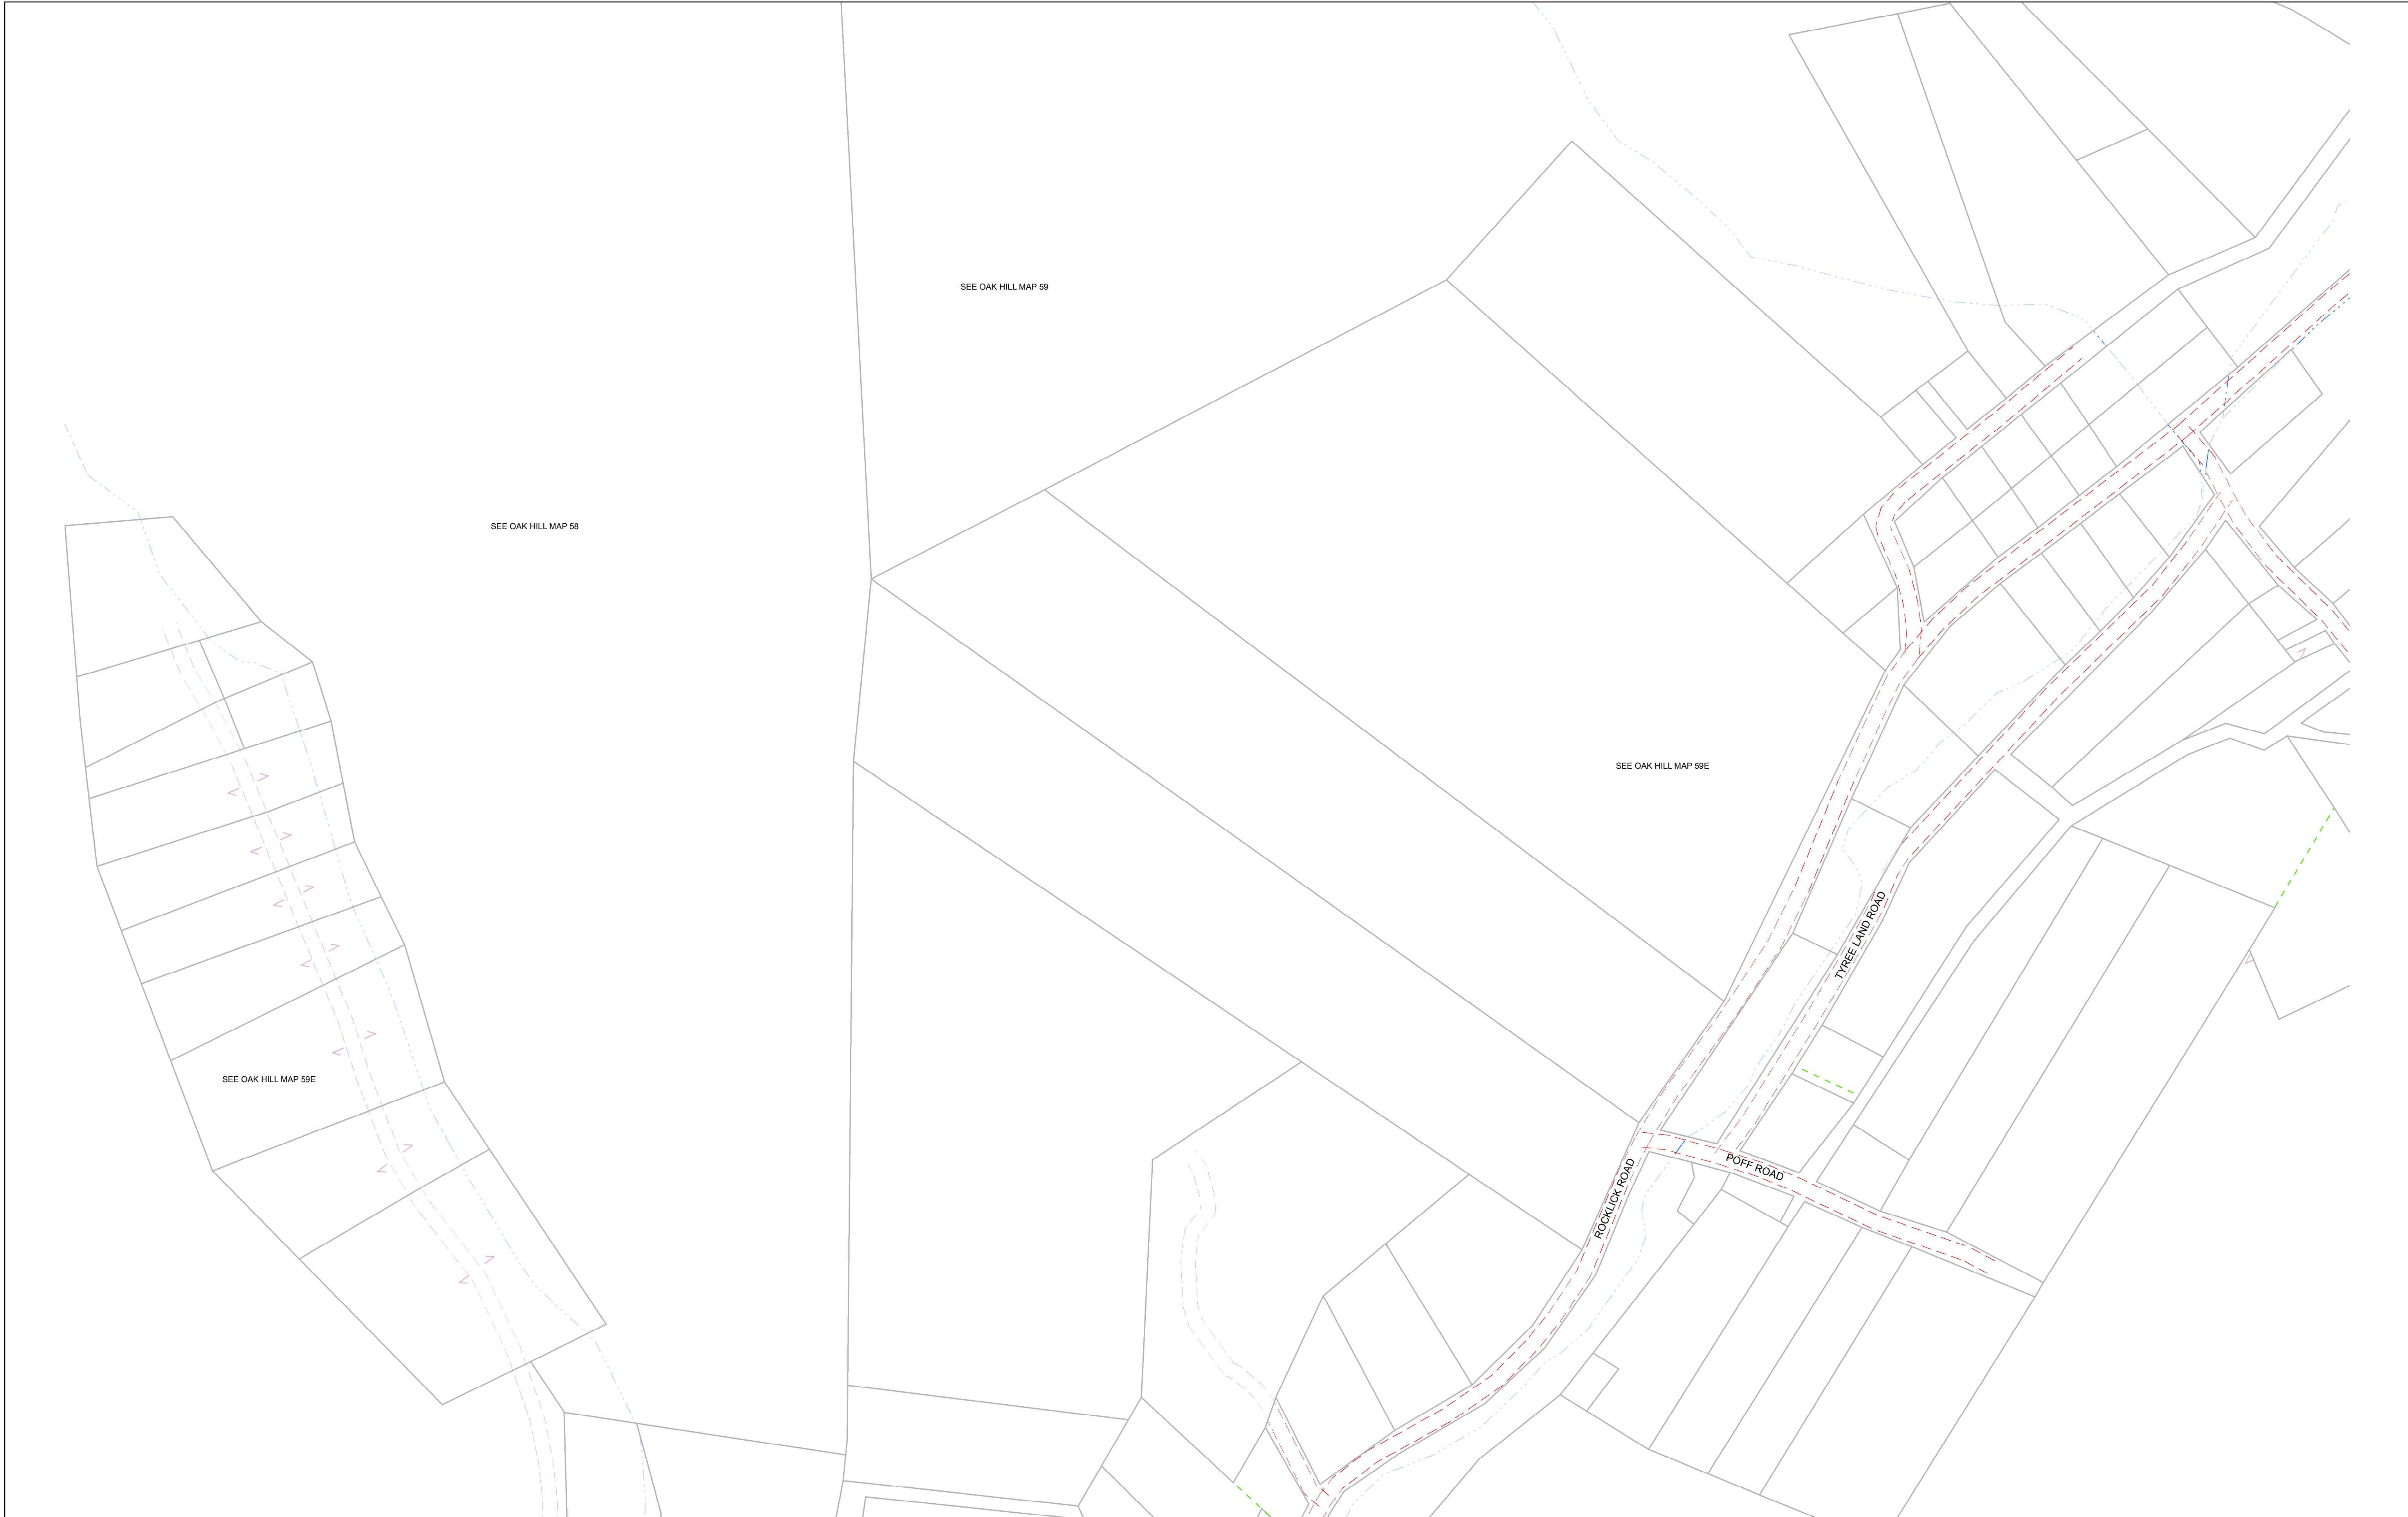 SEE OAK HILL MAP 59
SEE OAK HILL MAP 58
SEE OAK HILL MAP 59E
TYREE LAND ROAD
SEE OAK HILL MAP 59E
POFF ROAD
ROCKLICK ROAD